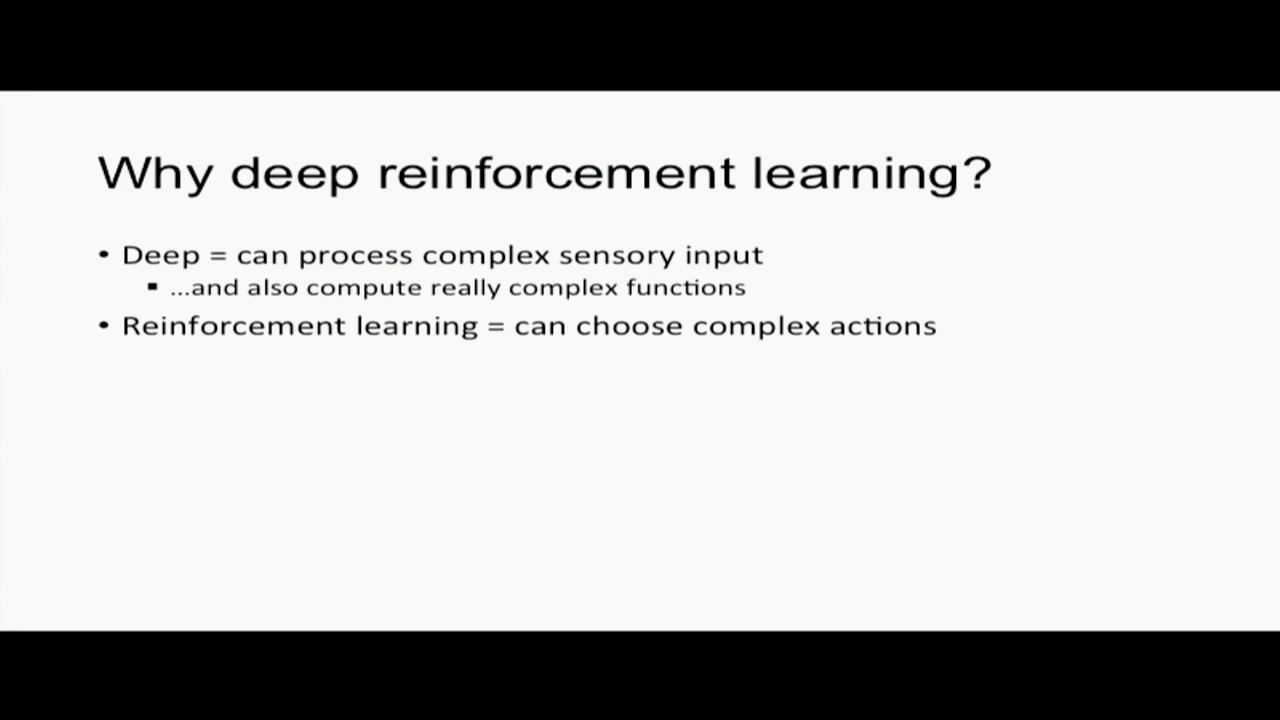 Why deep reinforcement learning?
• Deep = can process complex sensory input
▪ ...and also compute really complex functions
• Reinforcement learning = can choose complex actions